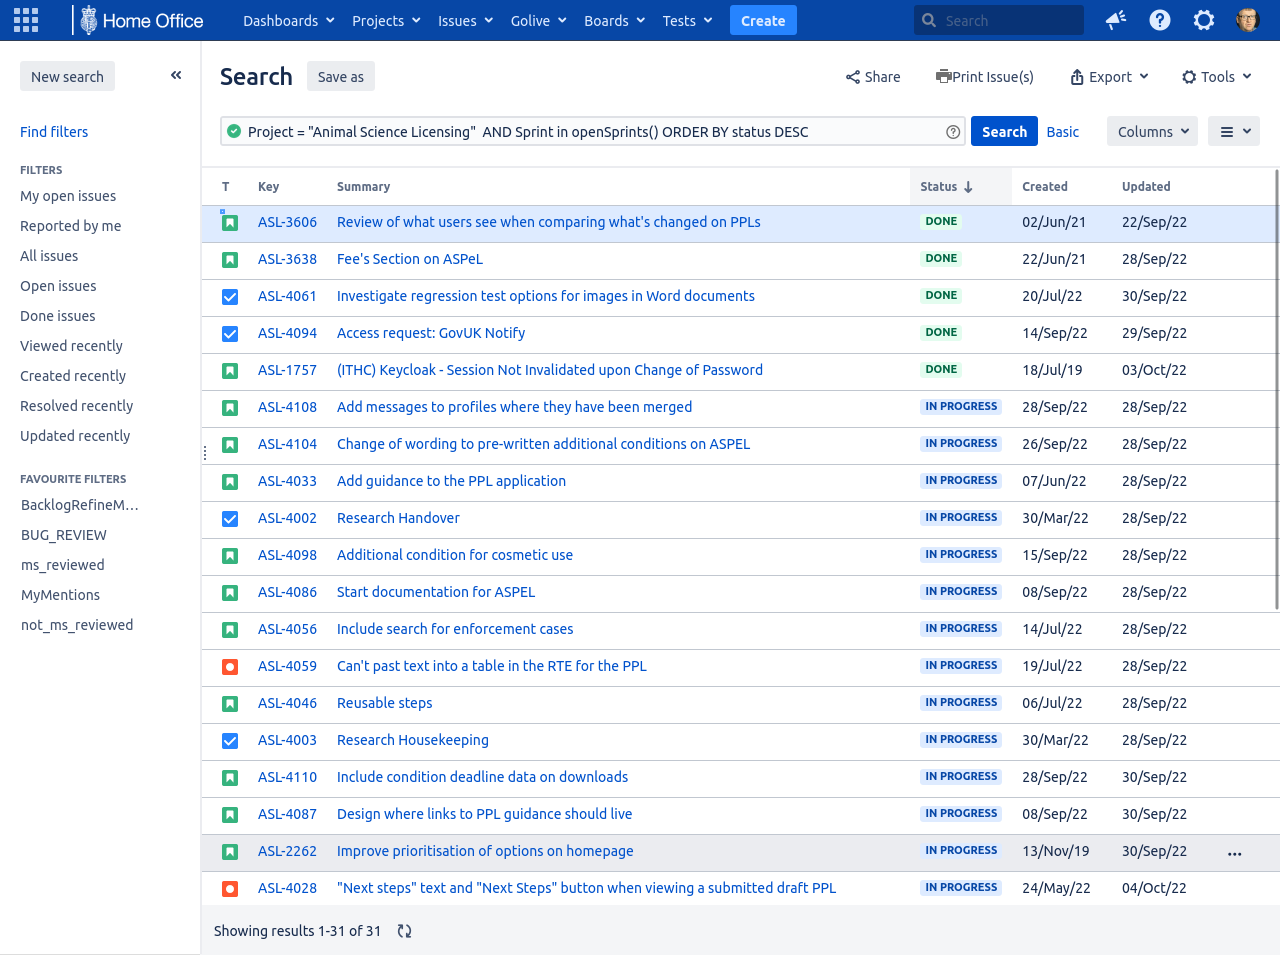 Home Office Dashboards Projects Issues Golive Boards Tests Create Search
New search
Find filters
FILTERS
My open issues
Reported by me
All issues
Open issues
Done issues
Viewed recently
Created recently
Resolved recently
Updated recently
FAVOURITE FILTERS
BacklogRefineM...
BUG_REVIEW
ms_reviewed
MyMentions
not_ms_reviewed
Search Save as Share Print Issue(s) Export Tools
Project = "Animal Science Licensing" AND Sprint in openSprints() ORDER BY status DESC Search Basic Columns
T Key Summary Status Created Updated
ASL-3606 Review of what users see when comparing what's changed on PPLs DONE 02/Jun/21 22/Sep/22
ASL-3638 Fee's Section on ASPeL DONE 22/Jun/21 28/Sep/22
ASL-4061 Investigate regression test options for images in Word documents DONE 20/Jul/22 30/Sep/22
ASL-4094 Access request: GovUK Notify DONE 14/Sep/22 29/Sep/22
ASL-1757 (ITHC) Keycloak - Session Not Invalidated upon Change of Password DONE 18/Jul/19 03/Oct/22
ASL-4108 Add messages to profiles where they have been merged IN PROGRESS 28/Sep/22 28/Sep/22
ASL-4104 Change of wording to pre-written additional conditions on ASPEL IN PROGRESS 26/Sep/22 28/Sep/22
ASL-4033 Add guidance to the PPL application IN PROGRESS 07/Jun/22 28/Sep/22
ASL-4002 Research Handover IN PROGRESS 30/Mar/22 28/Sep/22
ASL-4098 Additional condition for cosmetic use IN PROGRESS 15/Sep/22 28/Sep/22
ASL-4086 Start documentation for ASPEL IN PROGRESS 08/Sep/22 28/Sep/22
ASL-4056 Include search for enforcement cases IN PROGRESS 14/Jul/22 28/Sep/22
ASL-4059 Can't past text into a table in the RTE for the PPL IN PROGRESS 19/Jul/22 28/Sep/22
ASL-4046 Reusable steps IN PROGRESS 06/Jul/22 28/Sep/22
ASL-4003 Research Housekeeping IN PROGRESS 30/Mar/22 28/Sep/22
ASL-4110 Include condition deadline data on downloads IN PROGRESS 28/Sep/22 30/Sep/22
ASL-4087 Design where links to PPL guidance should live IN PROGRESS 08/Sep/22 30/Sep/22
ASL-2262 Improve prioritisation of options on homepage IN PROGRESS 13/Nov/19 30/Sep/22
ASL-4028 "Next steps" text and "Next Steps" button when viewing a submitted draft PPL IN PROGRESS 24/May/22 04/Oct/22
Showing results 1-31 of 31